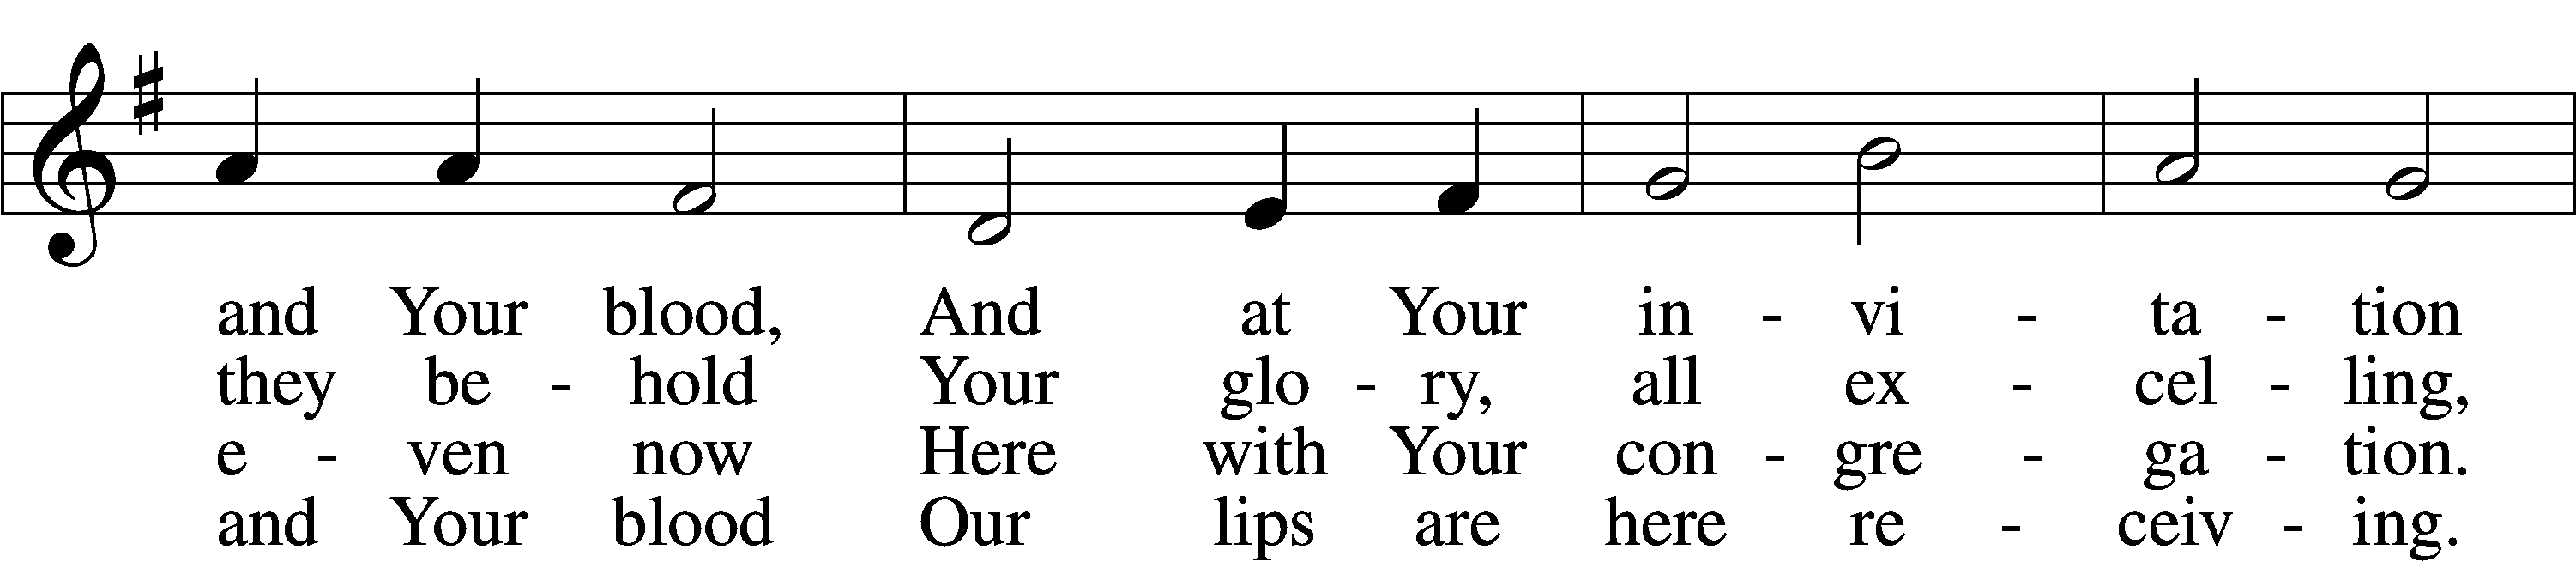 and Your blood, And at Your in - vi - ta - tion
they be - hold Your glo - ry, all ex - cel - ling,
e - ven now Here with Your con - gre - ga - tion.
and Your blood Our lips are here re - ceiv - ing.